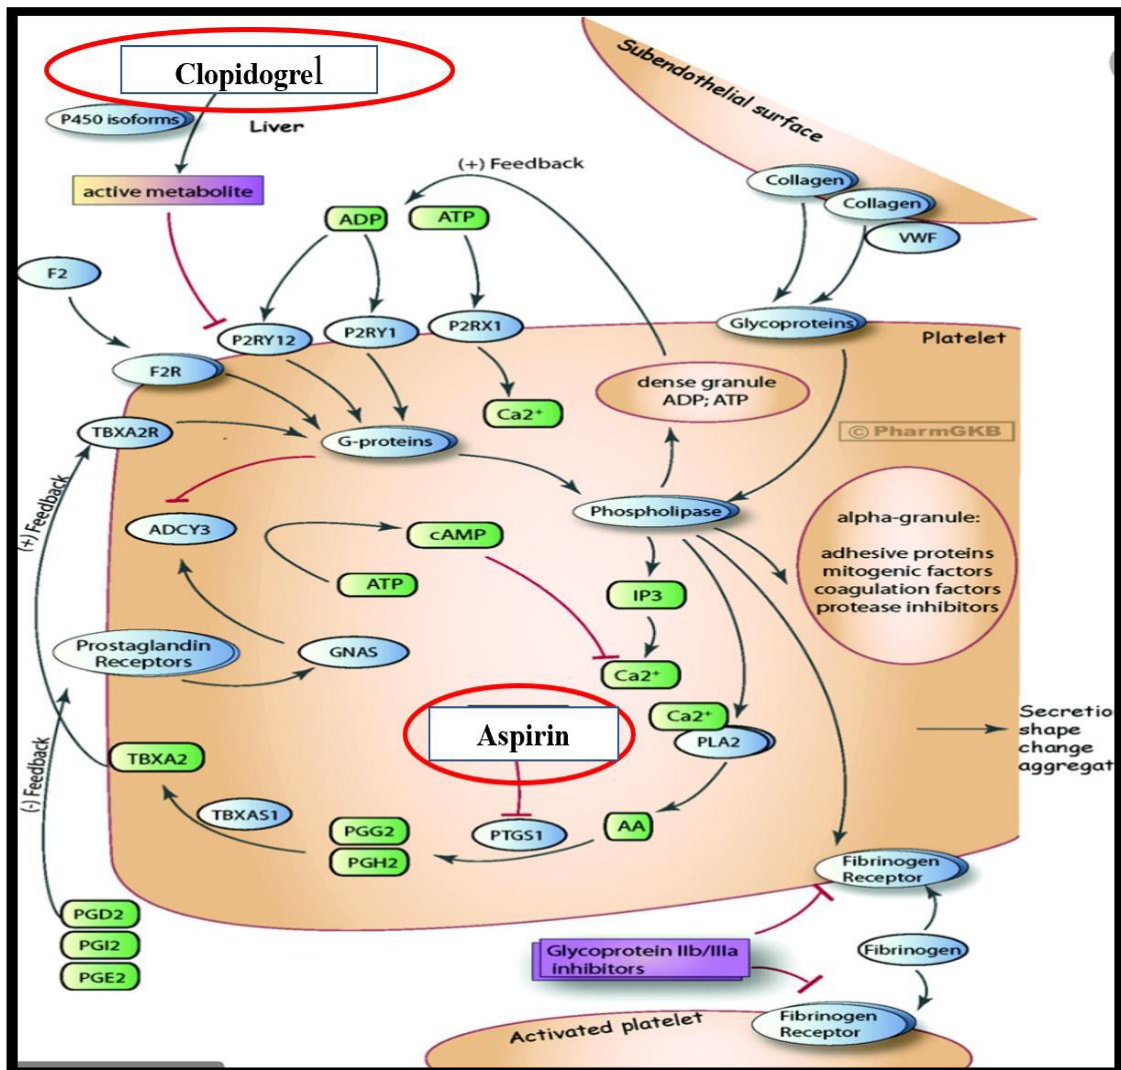 Clopidogrel
P450 isoforms
Liver
active metabolite
Subendothelial surface
(+) Feedback
Collagen
Collagen
VWF
ADP
ATP
F2
P2RY12
P2RY1
P2RX1
Glycoproteins
Platelet
F2R
dense granule
ADP; ATP
Ca2+
TBXA2R
G-proteins
© PharmGKB
(+) Feedback
Phospholipase
ADCY3
cAMP
alpha-granule:
adhesive proteins
mitogenic factors
coagulation factors
protease inhibitors
ATP
IP3
Prostaglandin
Receptors
GNAS
Ca2+
Aspirin
Ca2+
PLA2
Secretio
shape
change
aggregat
TBXA2
(-) Feedback
TBXAS1
PGG2
PGH2
PTGS1
AA
Fibrinogen
Receptor
PGD2
PGI2
PGE2
Glycoprotein IIb/IIIa
inhibitors
Fibrinogen
Activated platelet
Fibrinogen
Receptor